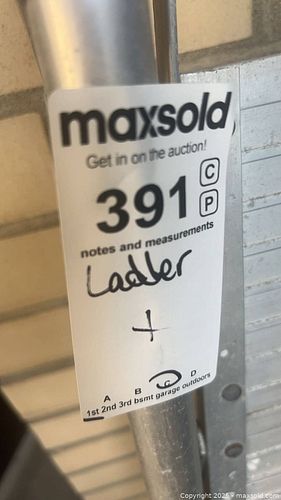 maxsold
Get in on the auction!
391 C
P
notes and measurements
Ladder
+
A B C D
1st 2nd 3rd bsmt garage outdoors
Copyright 2025 - maxsold.com